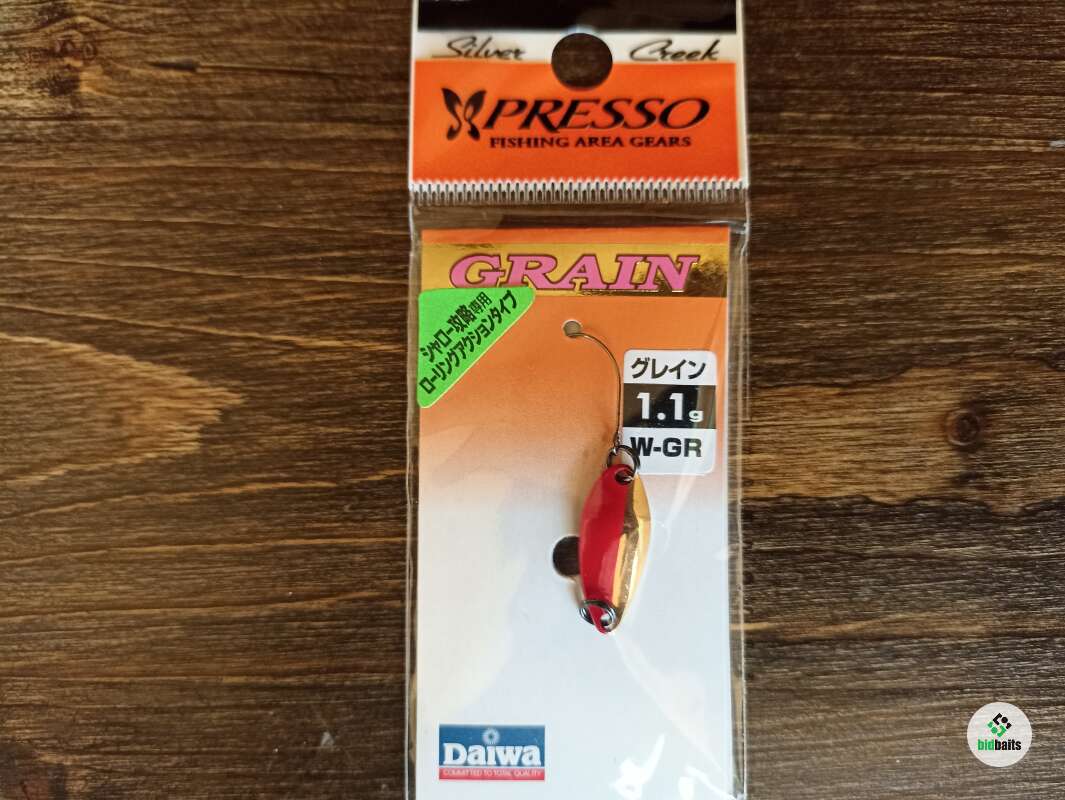 Silver Creek
PRESSO
FISHING AREA GEARS
GRAIN
シャロー攻略専用
ローリングアクションタイプ
グレイン
1.1g
W-GR
Daiwa
COMMITTED TO TOTAL QUALITY
bidbaits